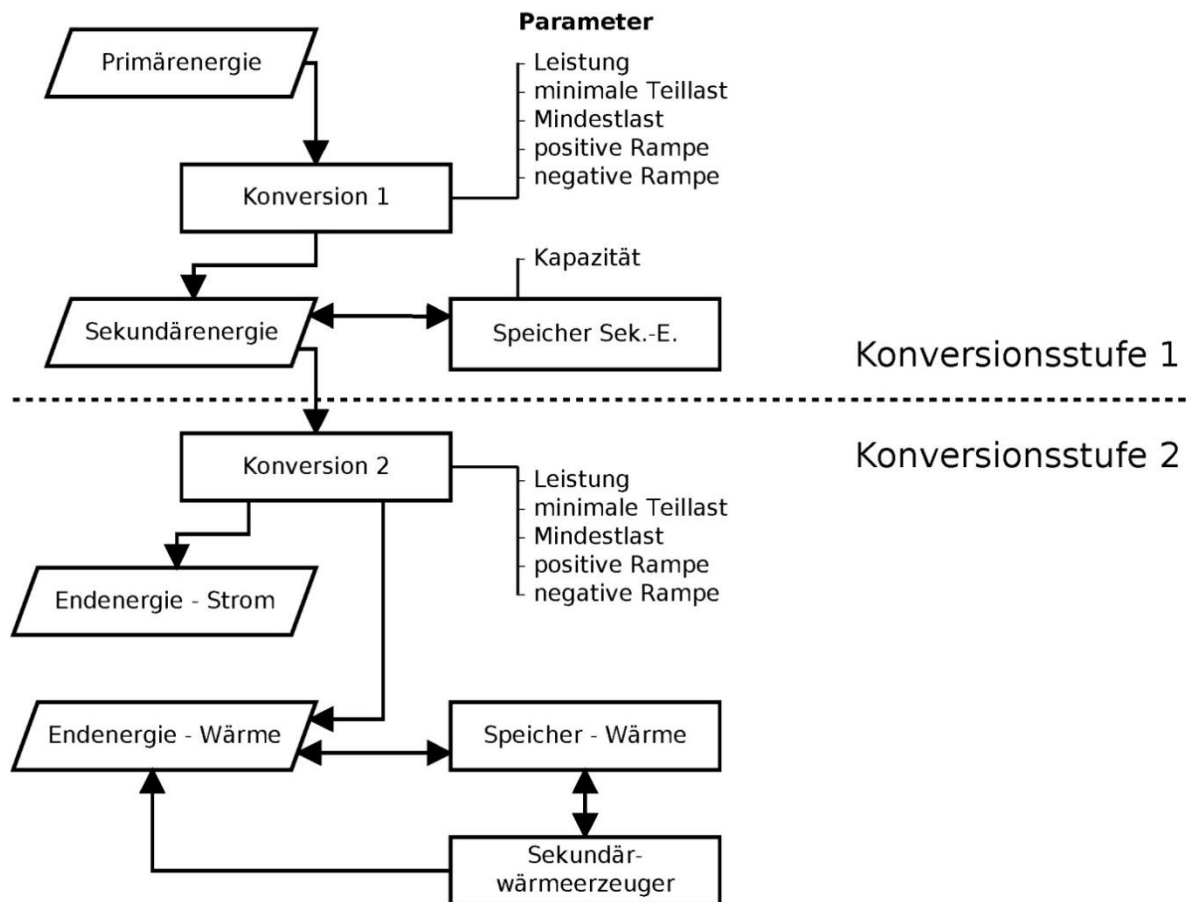 Parameter
Primärenergie
Leistung
minimale Teillast
Mindestlast
positive Rampe
negative Rampe
Konversion 1
Kapazität
Sekundärenergie
Speicher Sek.-E.
Konversionsstufe 1
Konversion 2
Konversionsstufe 2
Leistung
minimale Teillast
Mindestlast
positive Rampe
negative Rampe
Endenergie - Strom
Endenergie - Wärme
Speicher - Wärme
Sekundär-
wärmeerzeuger